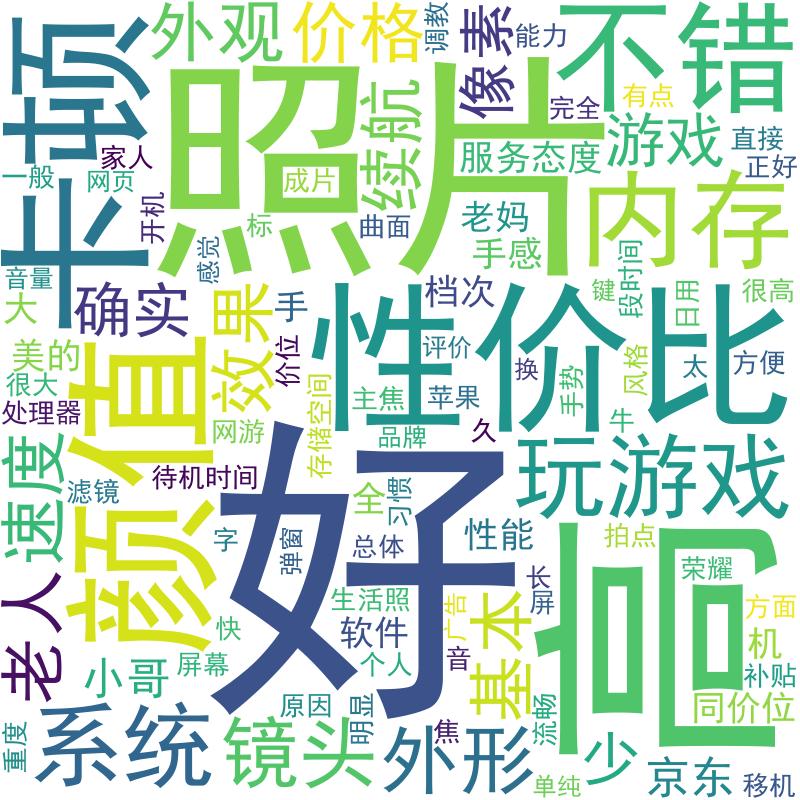 卡顿
外观
价格
调教
像素
能力
不错
照片
续航
完全
有点
服务态度
游戏
直接
正好
家人
一般
网页
成片
开机
标
曲面
老妈
手感
内存
感觉
音量
大
确实
效果
手
档次
段时间
键
日用
很高
性价比
美的
很大
颜值
价位
评价
换
手势
风格
太
方便
处理器
存储空间
主焦
苹果
牛
网游
品牌
久
速度
滤镜
待机时间
好
全
习惯
玩游戏
字
弹窗
总体
性能
高
拍点
荣耀
老人
快
生活照
长
屏
广告
基本
方面
机
小哥
屏幕
软件
个人
音
补贴
同价位
重度
系统
镜头
原因
明显
外形
焦
流畅
单纯
少
京东
移机